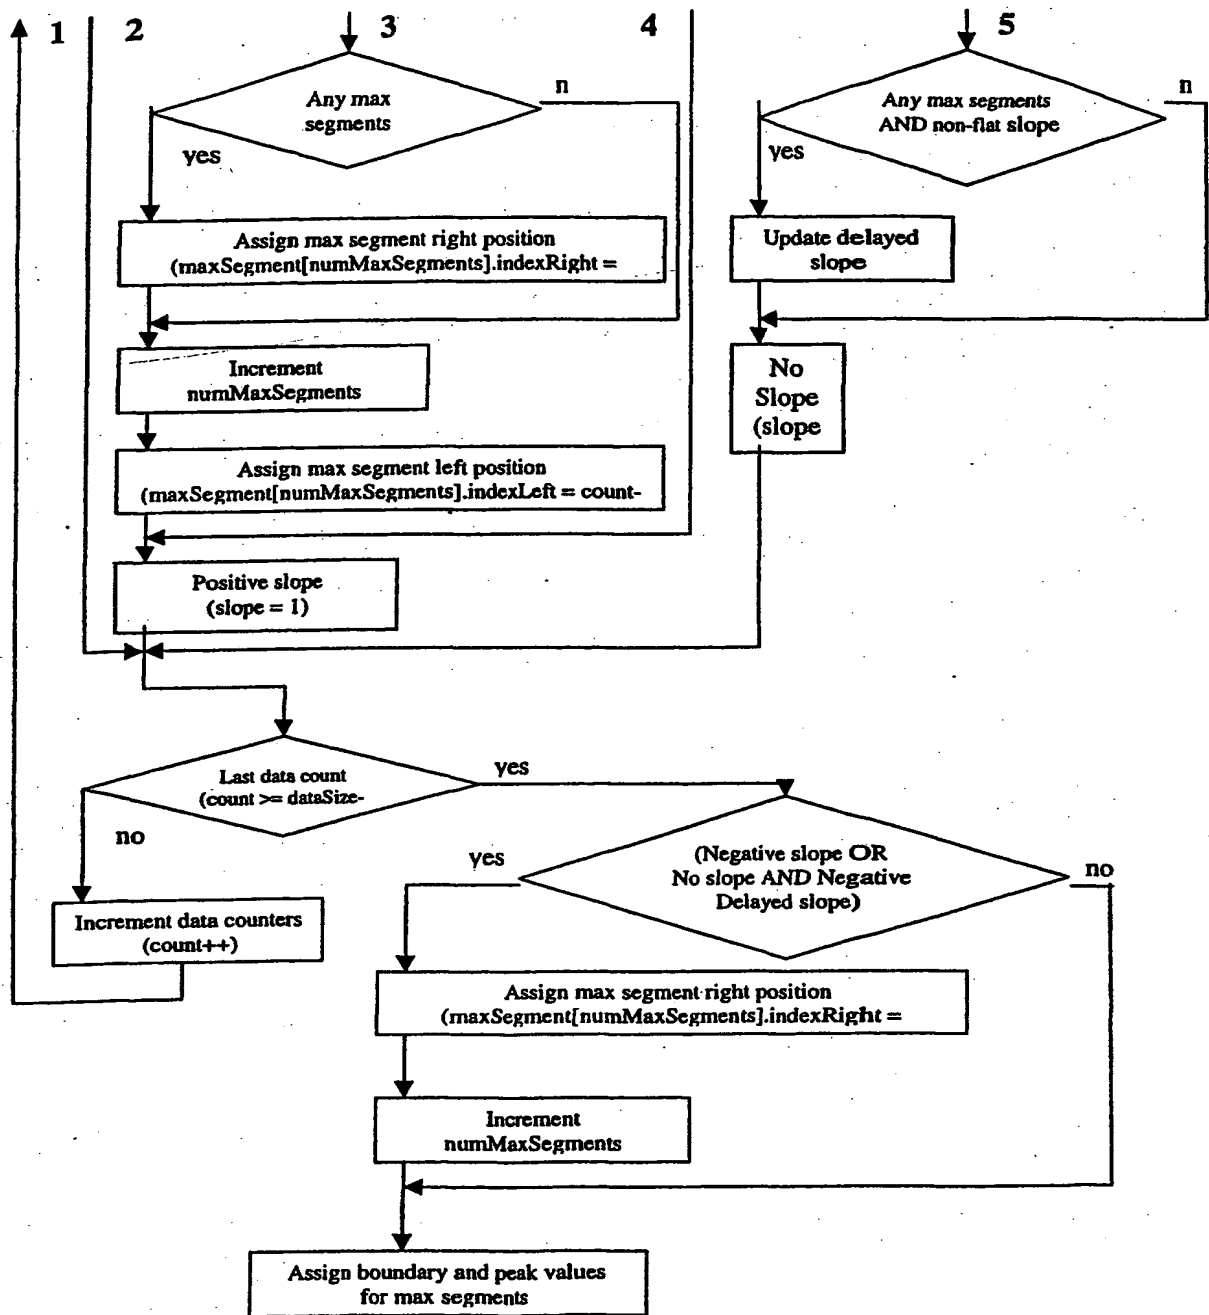 1 2 3 4 5
Any max
segments
n
yes
Any max segments
AND non-flat slope
n
yes
Assign max segment right position
(maxSegment[numMaxSegments].indexRight =
Update delayed
slope
Increment
numMaxSegments
No
Slope
(slope
Assign max segment left position
(maxSegment[numMaxSegments].indexLeft = count-
Positive slope
(slope = 1)
Last data count
(count >= dataSize-
yes
no
(Negative slope OR
No slope AND Negative
Delayed slope)
yes
no
Increment data counters
(count++)
Assign max segment right position
(maxSegment[numMaxSegments].indexRight =
Increment
numMaxSegments
Assign boundary and peak values
for max segments